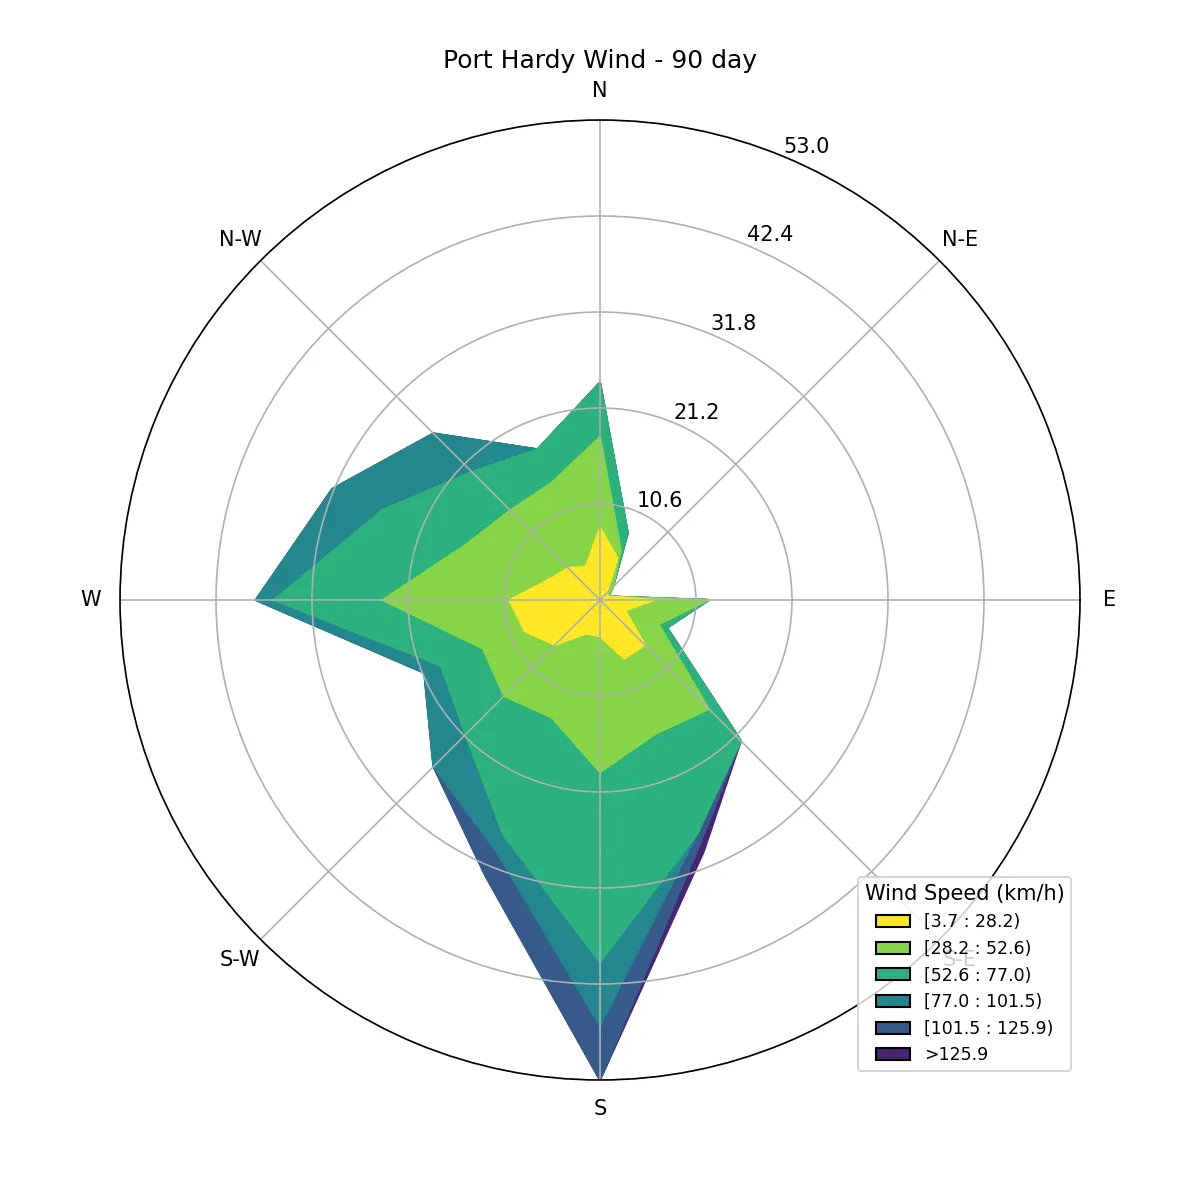 Port Hardy Wind - 90 day
N
53.0
N-W
42.4
N-E
31.8
21.2
10.6
W
E
Wind Speed (km/h)
[3.7 : 28.2)
[28.2 : 52.6)
S-W
S-E
[52.6 : 77.0)
[77.0 : 101.5)
[101.5 : 125.9)
>125.9
S